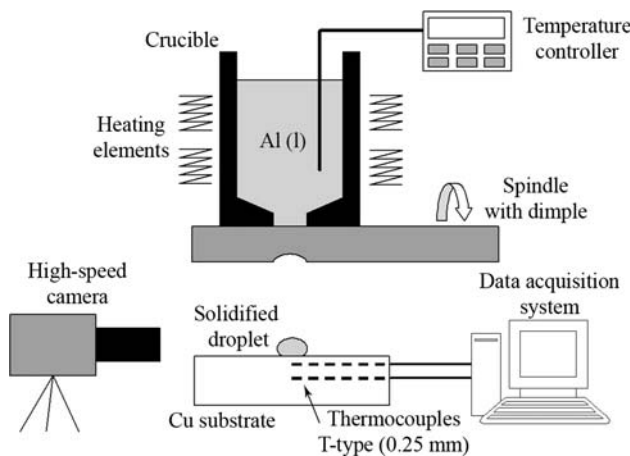 Crucible
Temperature
controller
Heating
elements
Al (l)
Spindle
with dimple
High-speed
camera
Solidified
droplet
Data acquisition
system
Cu substrate
Thermocouples
T-type (0.25 mm)